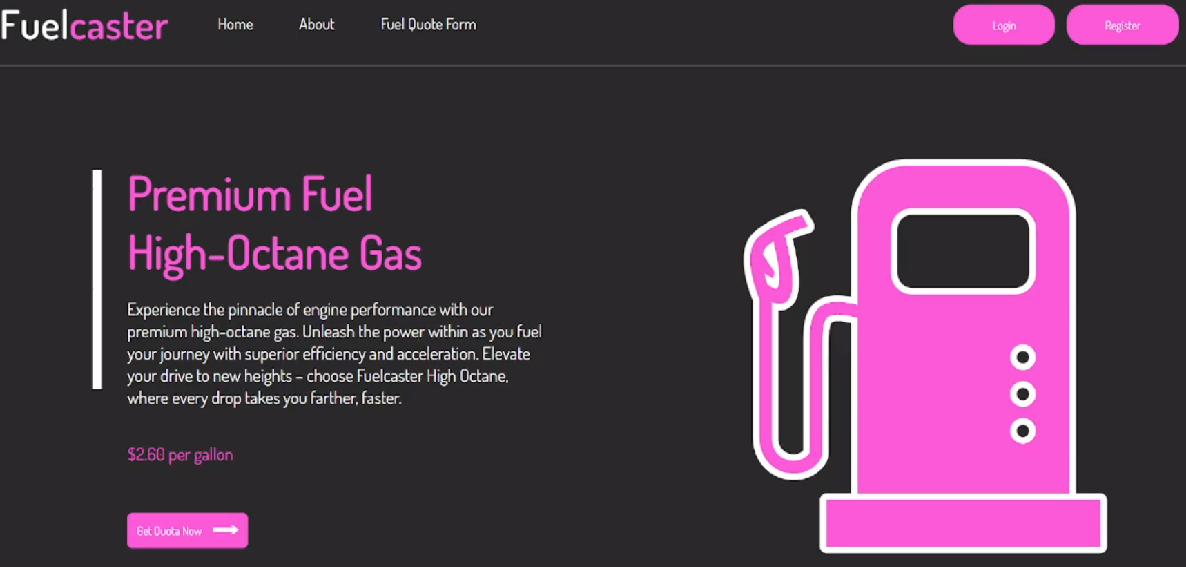 Fuelcaster
Home
About
Fuel Quote Form
Login
Register
Premium Fuel
High-Octane Gas
Experience the pinnacle of engine performance with our
premium high-octane gas. Unleash the power within as you fuel
your journey with superior efficiency and acceleration. Elevate
your drive to new heights – choose Fuelcaster High Octane,
where every drop takes you farther, faster.
$2.60 per gallon
Get Quota Now